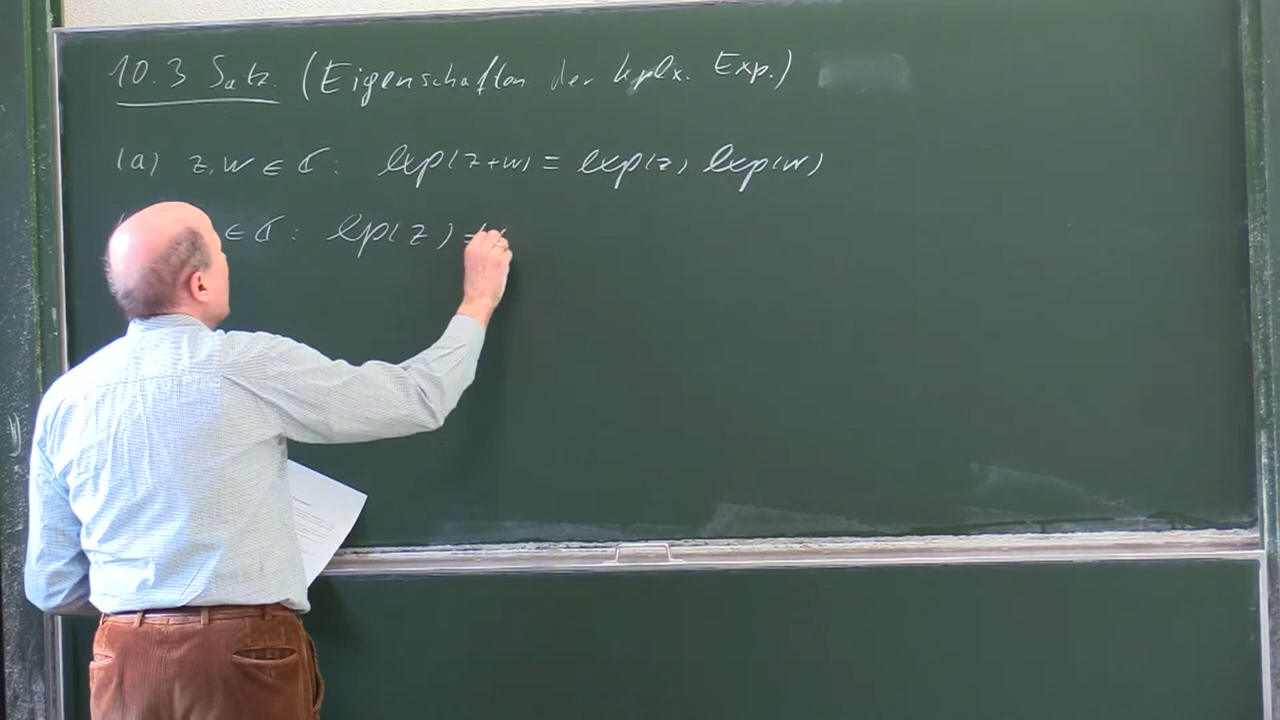 10.3 Satz. (Eigenschaften der kplx. Exp.)
(a) z, w ∈ ℂ: exp(z+w) = exp(z) exp(w)
∈ ℂ: exp(z) =